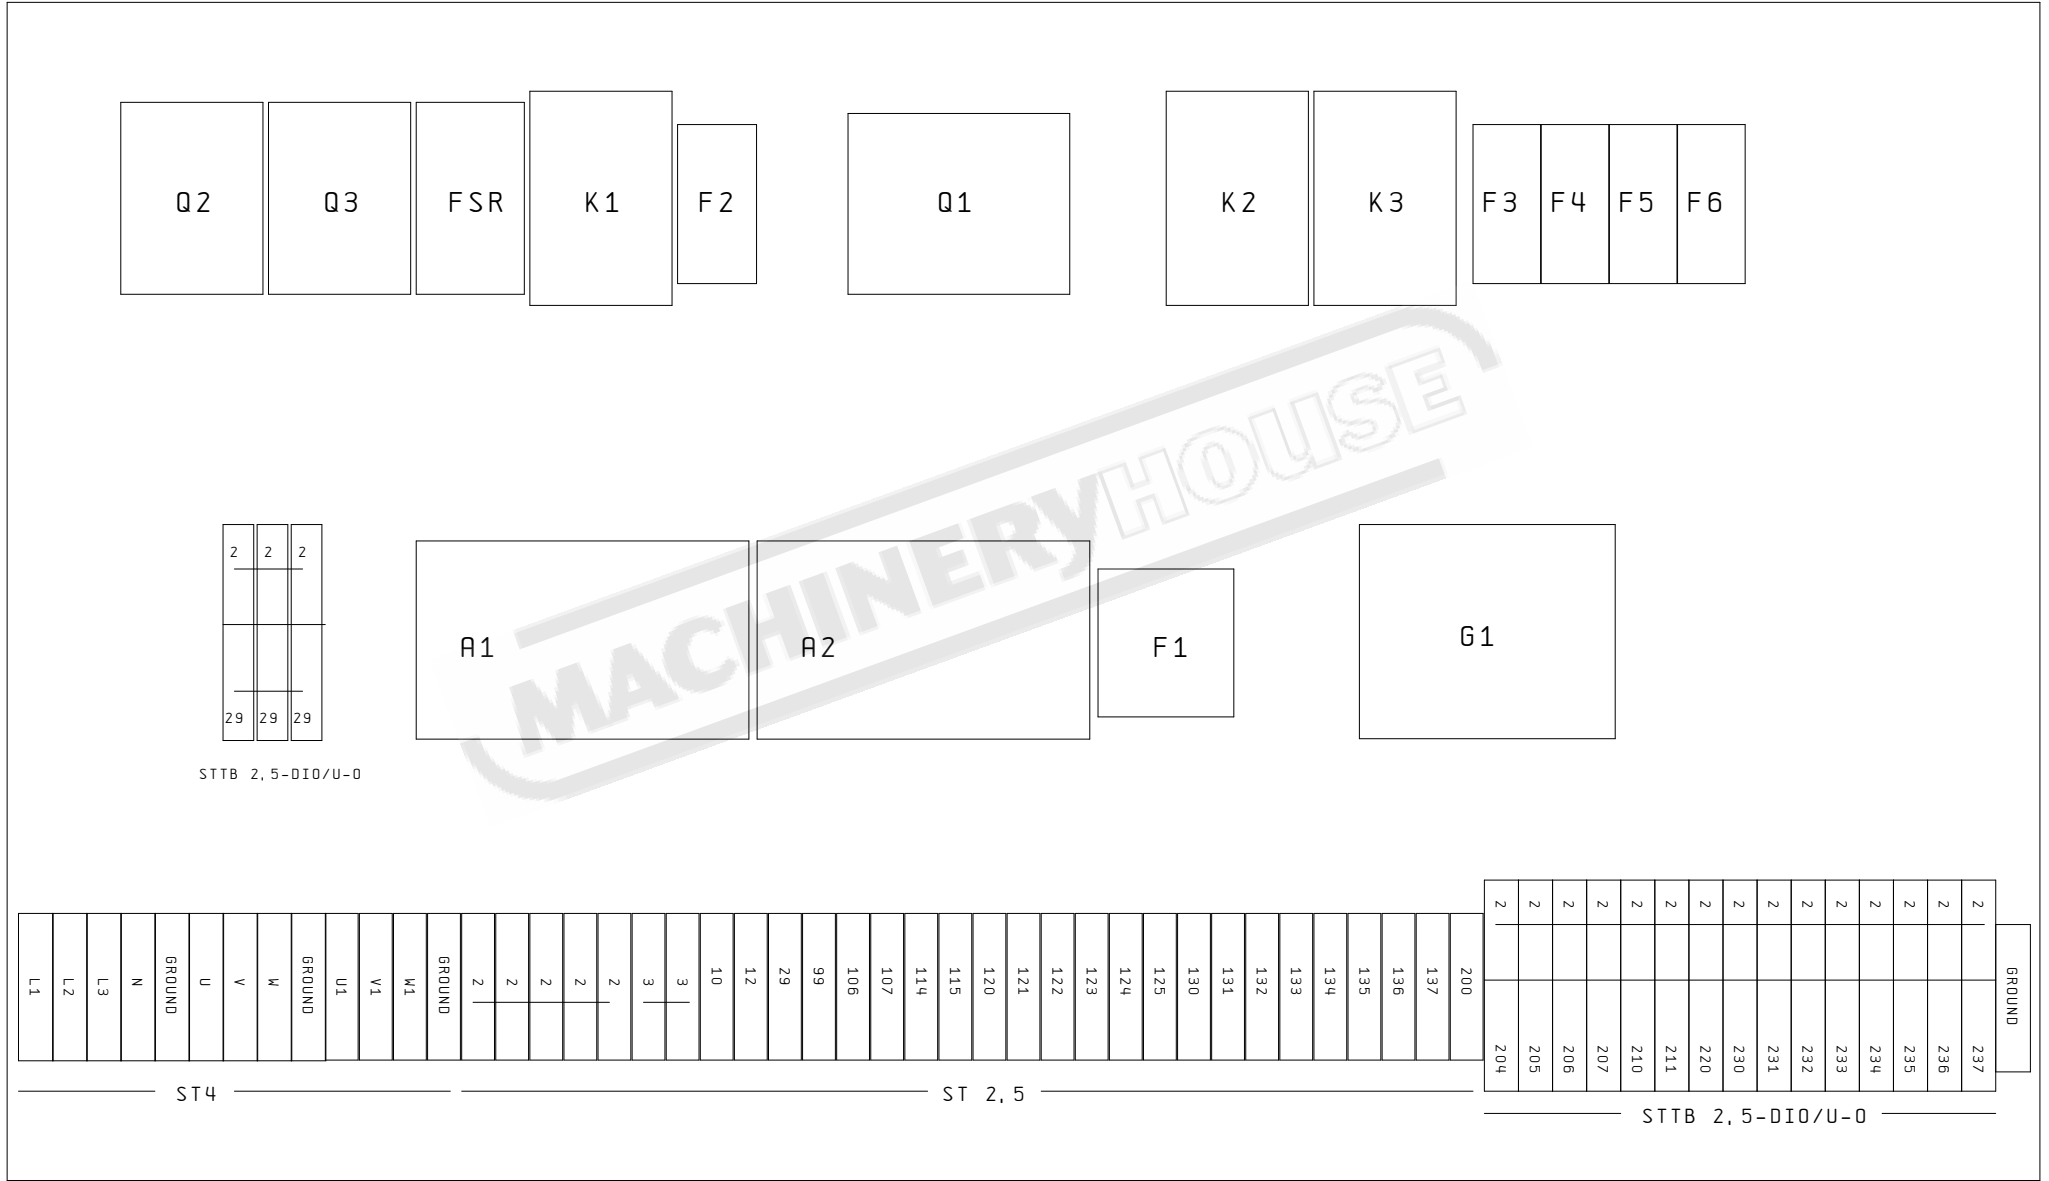 Q2 Q3 FSR K1 F2 Q1 K2 K3 F3 F4 F5 F6
MACHINERYHOUSE
2 2 2
29 29 29
STTB 2,5-DIO/U-O
A1 A2 F1 G1
L1 L2 L3 N GROUND U V W GROUND U1 V1 W1 GROUND 2 2 2 2 2 3 3 10 12 29 99 106 107 114 115 120 121 122 123 124 125 130 131 132 133 134 135 136 137 200
2 2 2 2 2 2 2 2 2 2 2 2 2 2 2
204 205 206 207 210 211 220 230 231 232 233 234 235 236 237
GROUND
ST4
ST 2,5
STTB 2,5-DIO/U-O